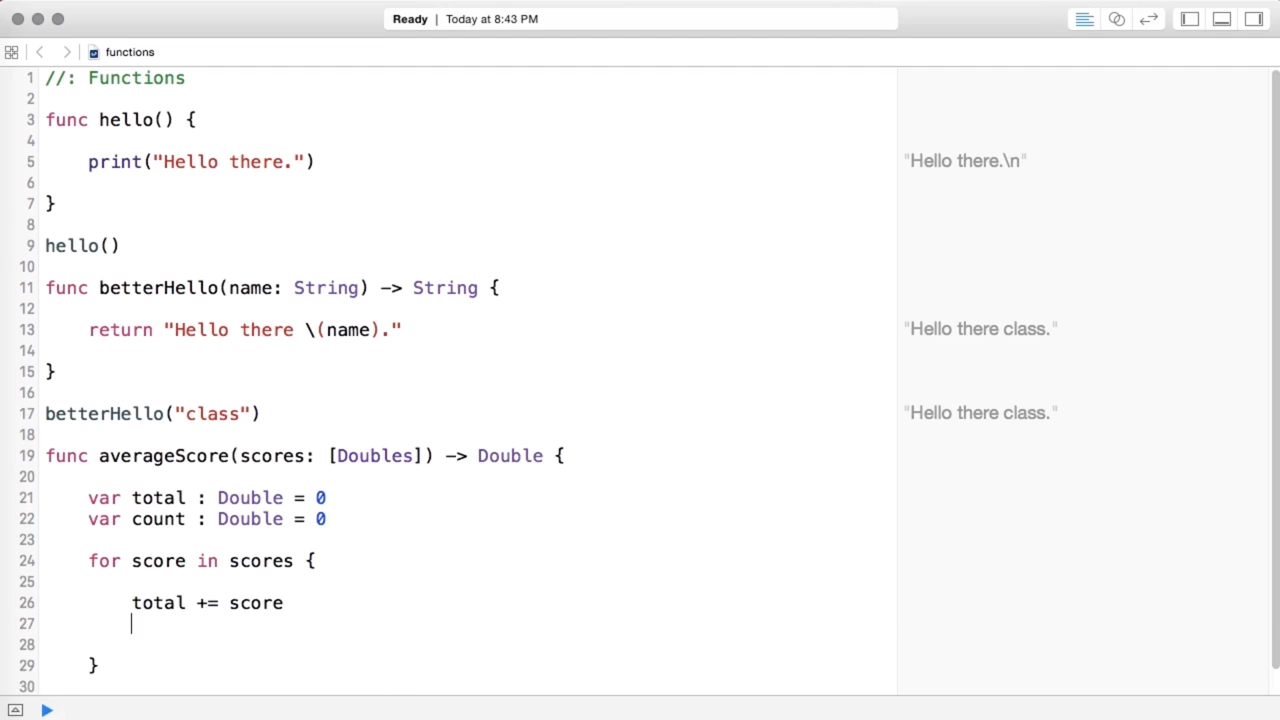 Ready | Today at 8:43 PM
functions
1 //: Functions
2
3 func hello() {
4
5 print("Hello there.") "Hello there.\n"
6
7 }
8
9 hello()
10
11 func betterHello(name: String) -> String {
12
13 return "Hello there \(name)." "Hello there class."
14
15 }
16
17 betterHello("class") "Hello there class."
18
19 func averageScore(scores: [Doubles]) -> Double {
20
21 var total : Double = 0
22 var count : Double = 0
23
24 for score in scores {
25
26 total += score
27
28
29 }
30